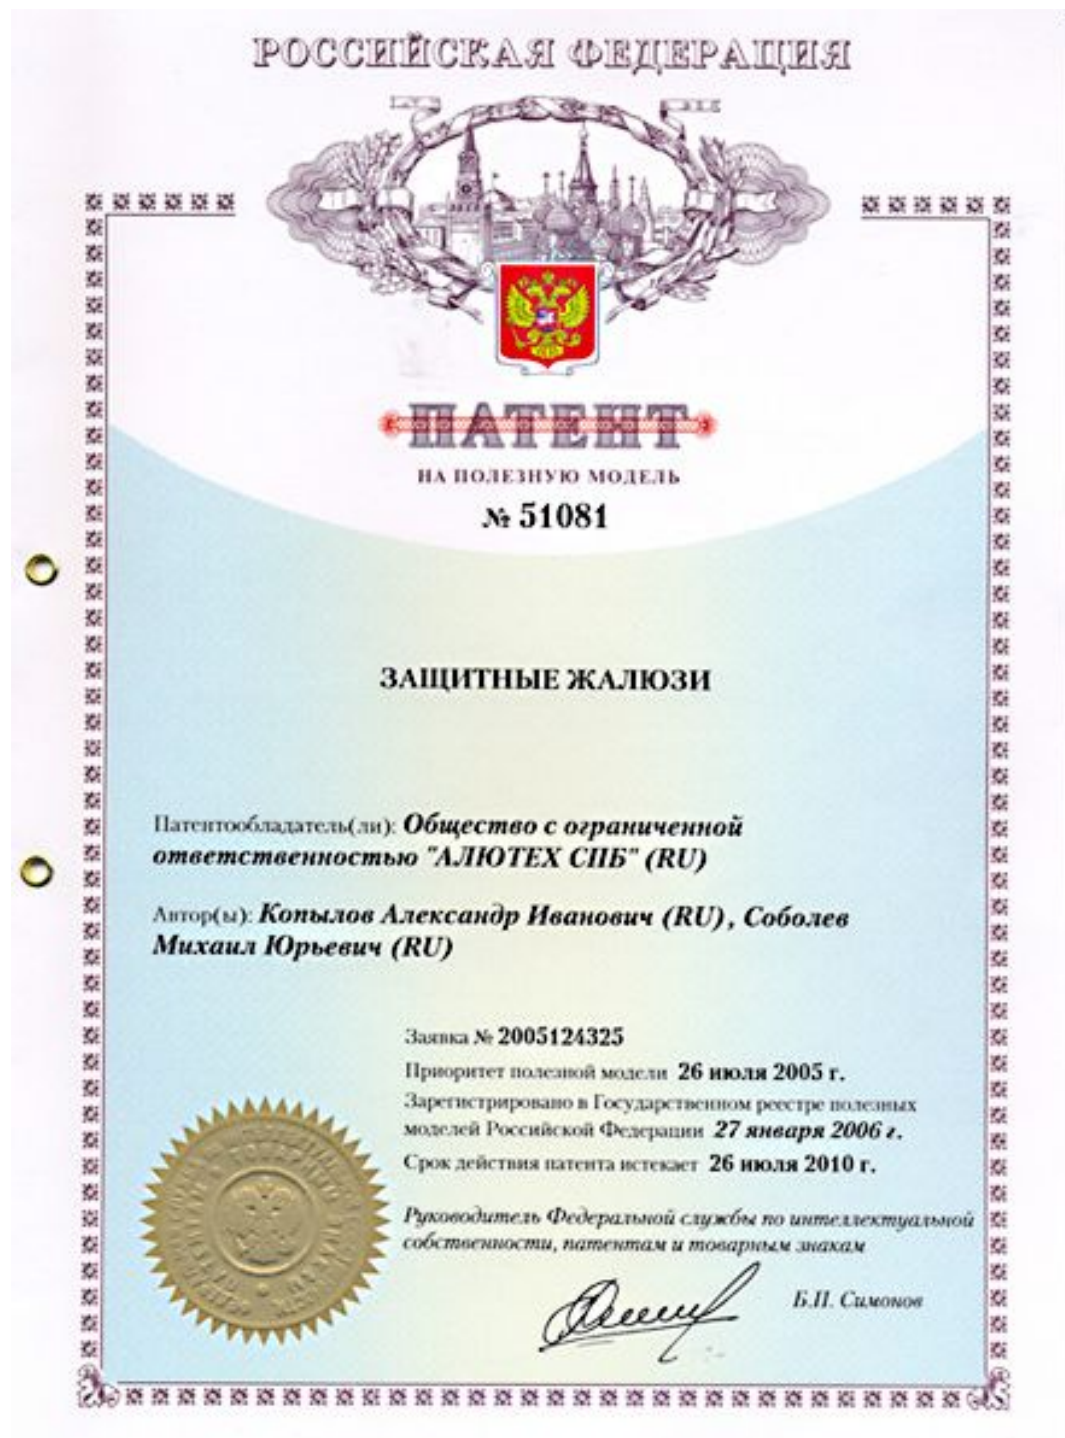 РОССИЙСКАЯ ФЕДЕРАЦИЯ
ПАТЕНТ
НА ПОЛЕЗНУЮ МОДЕЛЬ
№ 51081
ЗАЩИТНЫЕ ЖАЛЮЗИ
Патентообладатель(ли): Общество с ограниченной
ответственностью "АЛЮТЕХ СПБ" (RU)
Автор(ы): Копылов Александр Иванович (RU), Соболев
Михаил Юрьевич (RU)
Заявка № 2005124325
Приоритет полезной модели 26 июля 2005 г.
Зарегистрировано в Государственном реестре полезных
моделей Российской Федерации 27 января 2006 г.
Срок действия патента истекает 26 июля 2010 г.
Руководитель Федеральной службы по интеллектуальной
собственности, патентам и товарным знакам
Б.П. Симонов